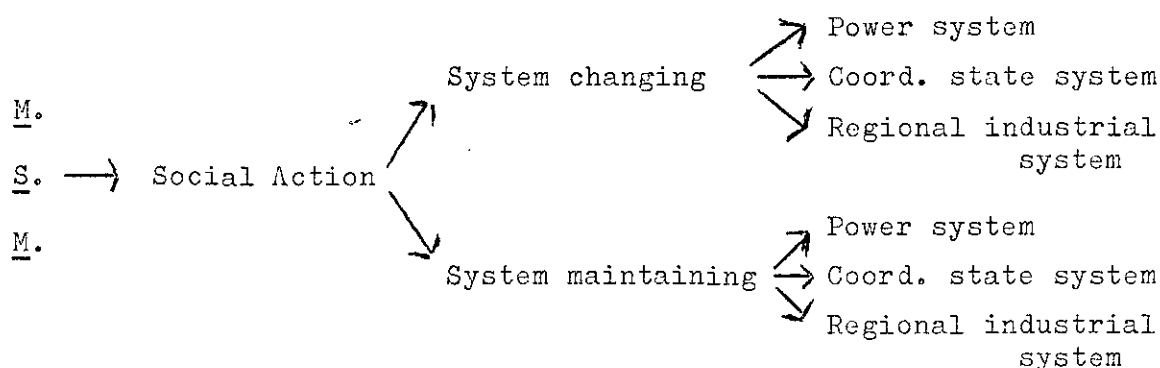 M.
S.
M.
Social Action
System changing
Power system
Coord. state system
Regional industrial
system
System maintaining
Power system
Coord. state system
Regional industrial
system